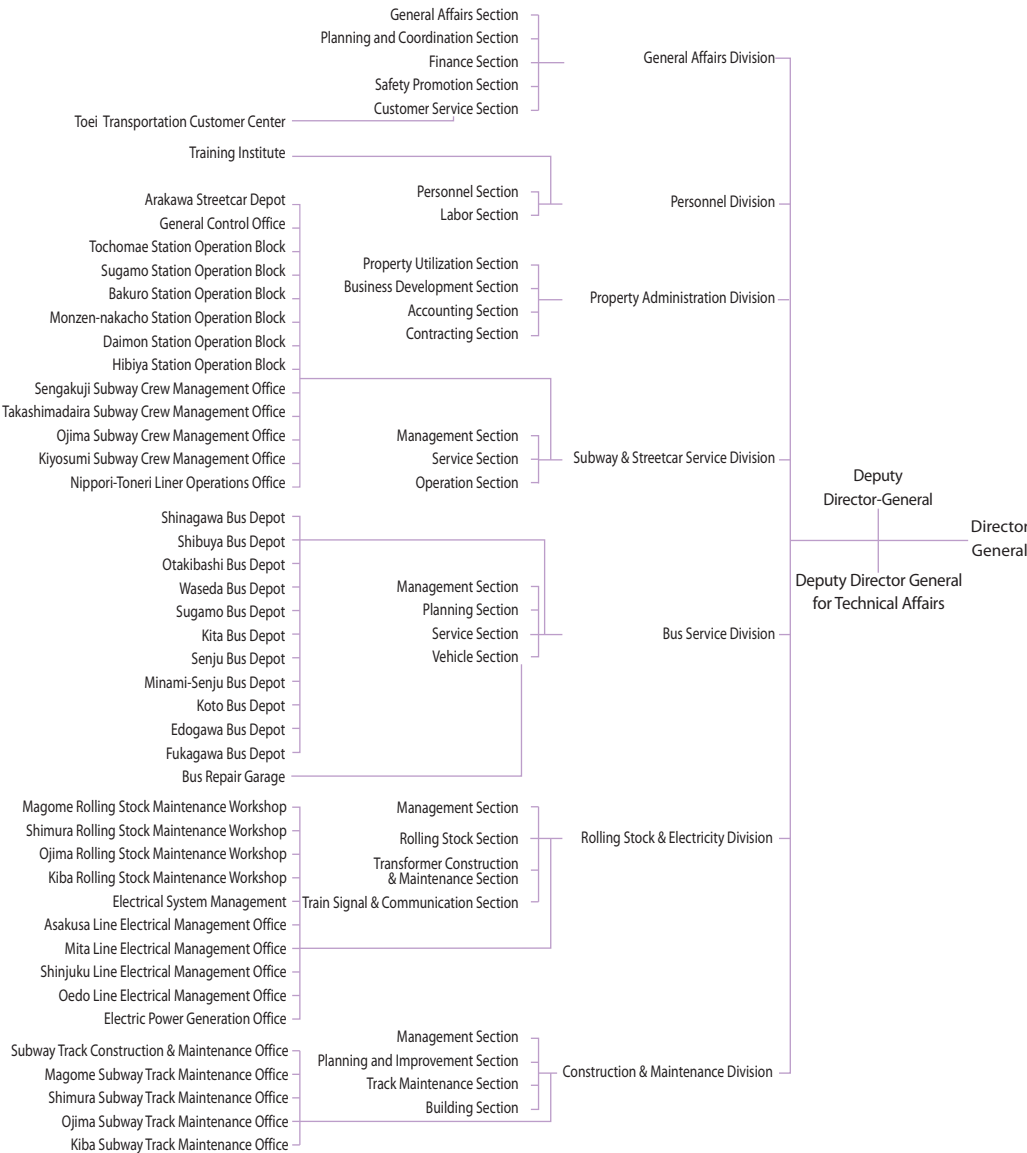 General Affairs Section
Planning and Coordination Section
Finance Section
Safety Promotion Section
Customer Service Section
General Affairs Division
Toei Transportation Customer Center
Training Institute
Personnel Section
Labor Section
Personnel Division
Property Utilization Section
Business Development Section
Accounting Section
Contracting Section
Property Administration Division
Arakawa Streetcar Depot
General Control Office
Tochomae Station Operation Block
Sugamo Station Operation Block
Bakuro Station Operation Block
Monzen-nakacho Station Operation Block
Daimon Station Operation Block
Hibiya Station Operation Block
Sengakuji Subway Crew Management Office
Takashimadaira Subway Crew Management Office
Ojima Subway Crew Management Office
Kiyosumi Subway Crew Management Office
Nippori-Toneri Liner Operations Office
Management Section
Service Section
Operation Section
Subway & Streetcar Service Division
Deputy
Director-General
Director
General
Deputy Director General
for Technical Affairs
Shinagawa Bus Depot
Shibuya Bus Depot
Otakibashi Bus Depot
Waseda Bus Depot
Sugamo Bus Depot
Kita Bus Depot
Senju Bus Depot
Minami-Senju Bus Depot
Koto Bus Depot
Edogawa Bus Depot
Fukagawa Bus Depot
Bus Repair Garage
Management Section
Planning Section
Service Section
Vehicle Section
Bus Service Division
Magome Rolling Stock Maintenance Workshop
Shimura Rolling Stock Maintenance Workshop
Ojima Rolling Stock Maintenance Workshop
Kiba Rolling Stock Maintenance Workshop
Electrical System Management
Asakusa Line Electrical Management Office
Mita Line Electrical Management Office
Shinjuku Line Electrical Management Office
Oedo Line Electrical Management Office
Electric Power Generation Office
Management Section
Rolling Stock Section
Transformer Construction
& Maintenance Section
Train Signal & Communication Section
Rolling Stock & Electricity Division
Subway Track Construction & Maintenance Office
Magome Subway Track Maintenance Office
Shimura Subway Track Maintenance Office
Ojima Subway Track Maintenance Office
Kiba Subway Track Maintenance Office
Management Section
Planning and Improvement Section
Track Maintenance Section
Building Section
Construction & Maintenance Division